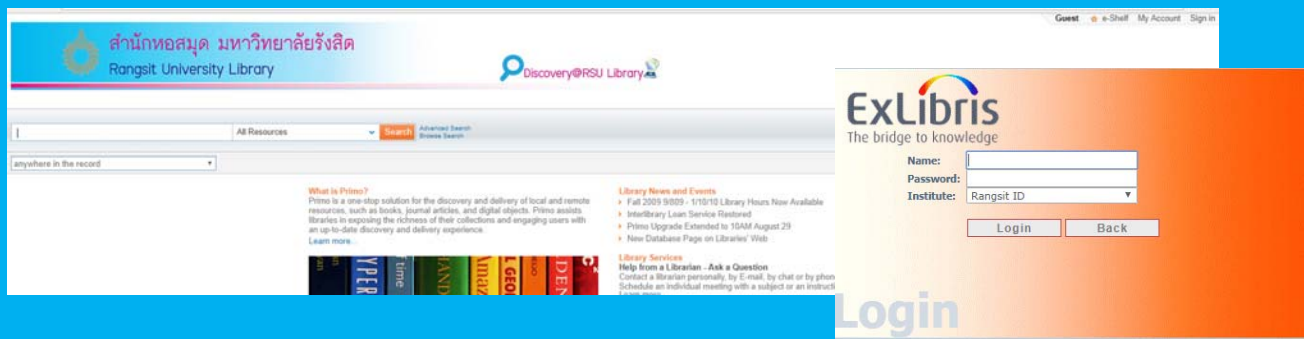 Guest e-Shelf My Account Sign in
สำนักหอสมุด มหาวิทยาลัยรังสิต
Rangsit University Library
Discovery@RSU Library
All Resources
Search
Advanced Search
Browse Search
anywhere in the record
What is Primo?
Primo is a one-stop solution for the discovery and delivery of local and remote
resources, such as books, journal articles, and digital objects. Primo assists
libraries in exposing the richness of their collections and engaging users with
an up-to-date discovery and delivery experience.
Learn more...
Library News and Events
Fall 2009 9/809 - 1/10/10 Library Hours Now Available
Interlibrary Loan Service Restored
Primo Upgrade Extended to 10AM August 29
New Database Page on Libraries' Web
Library Services
Help from a Librarian - Ask a Question
Contact a librarian personally, by E-mail, by chat or by phon
Schedule an individual meeting with a subject or an instructi
ExLibris
The bridge to knowledge
Name:
Password:
Institute: Rangsit ID
Login Back
Login